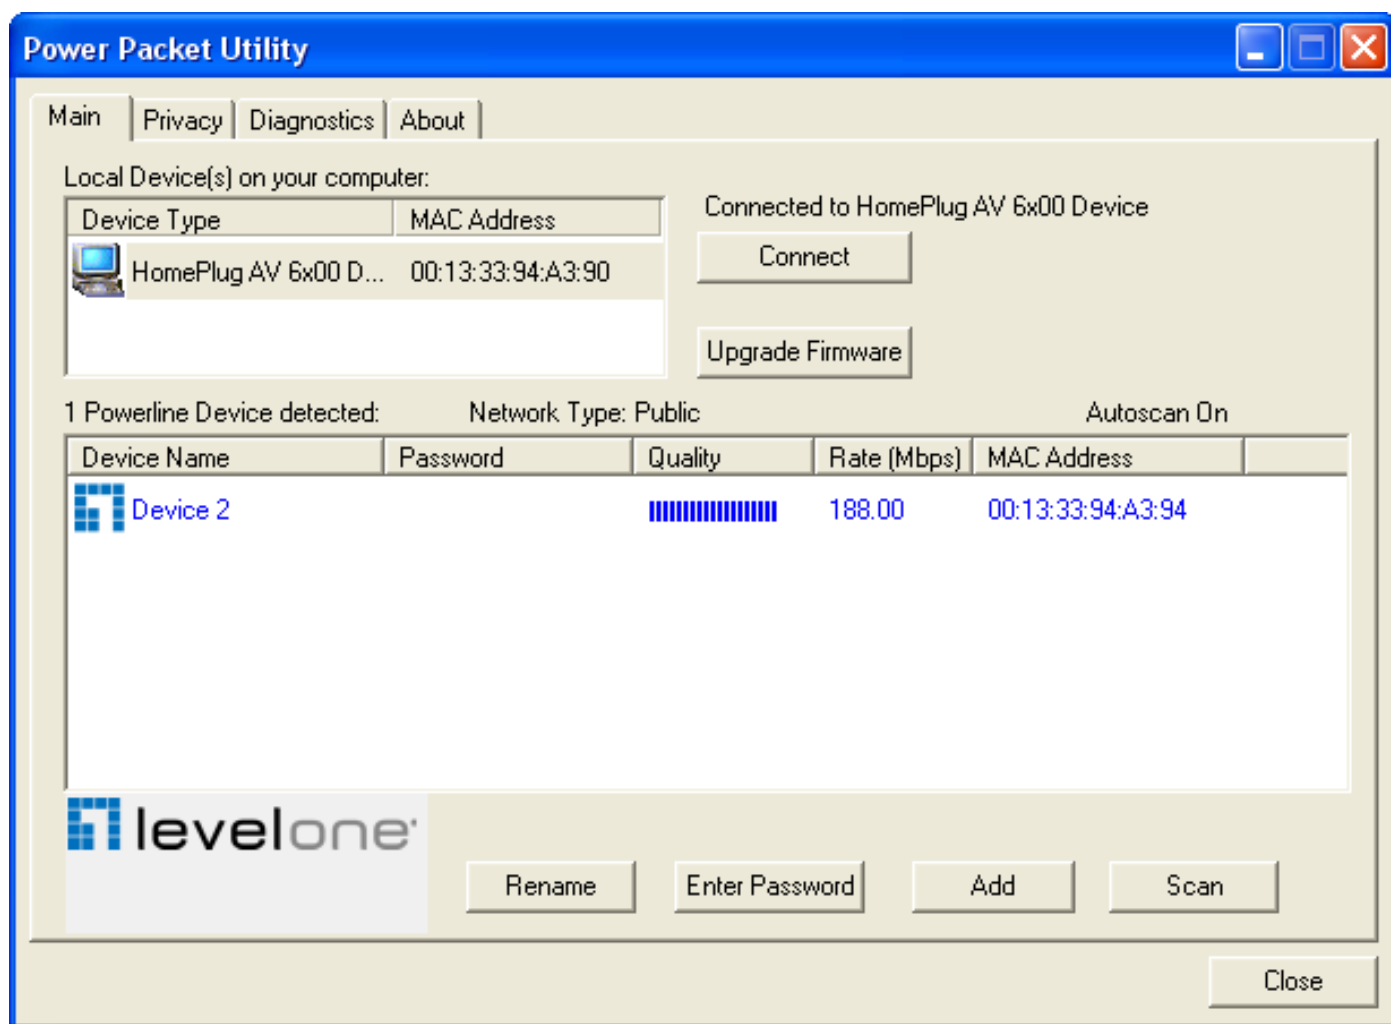 Power Packet Utility
Main Privacy Diagnostics About
Local Device(s) on your computer:
Device Type MAC Address
HomePlug AV 6x00 D... 00:13:33:94:A3:90
Connected to HomePlug AV 6x00 Device
Connect
Upgrade Firmware
1 Powerline Device detected: Network Type: Public Autoscan On
Device Name Password Quality Rate (Mbps) MAC Address
Device 2 188.00 00:13:33:94:A3:94
levelone
Rename Enter Password Add Scan
Close